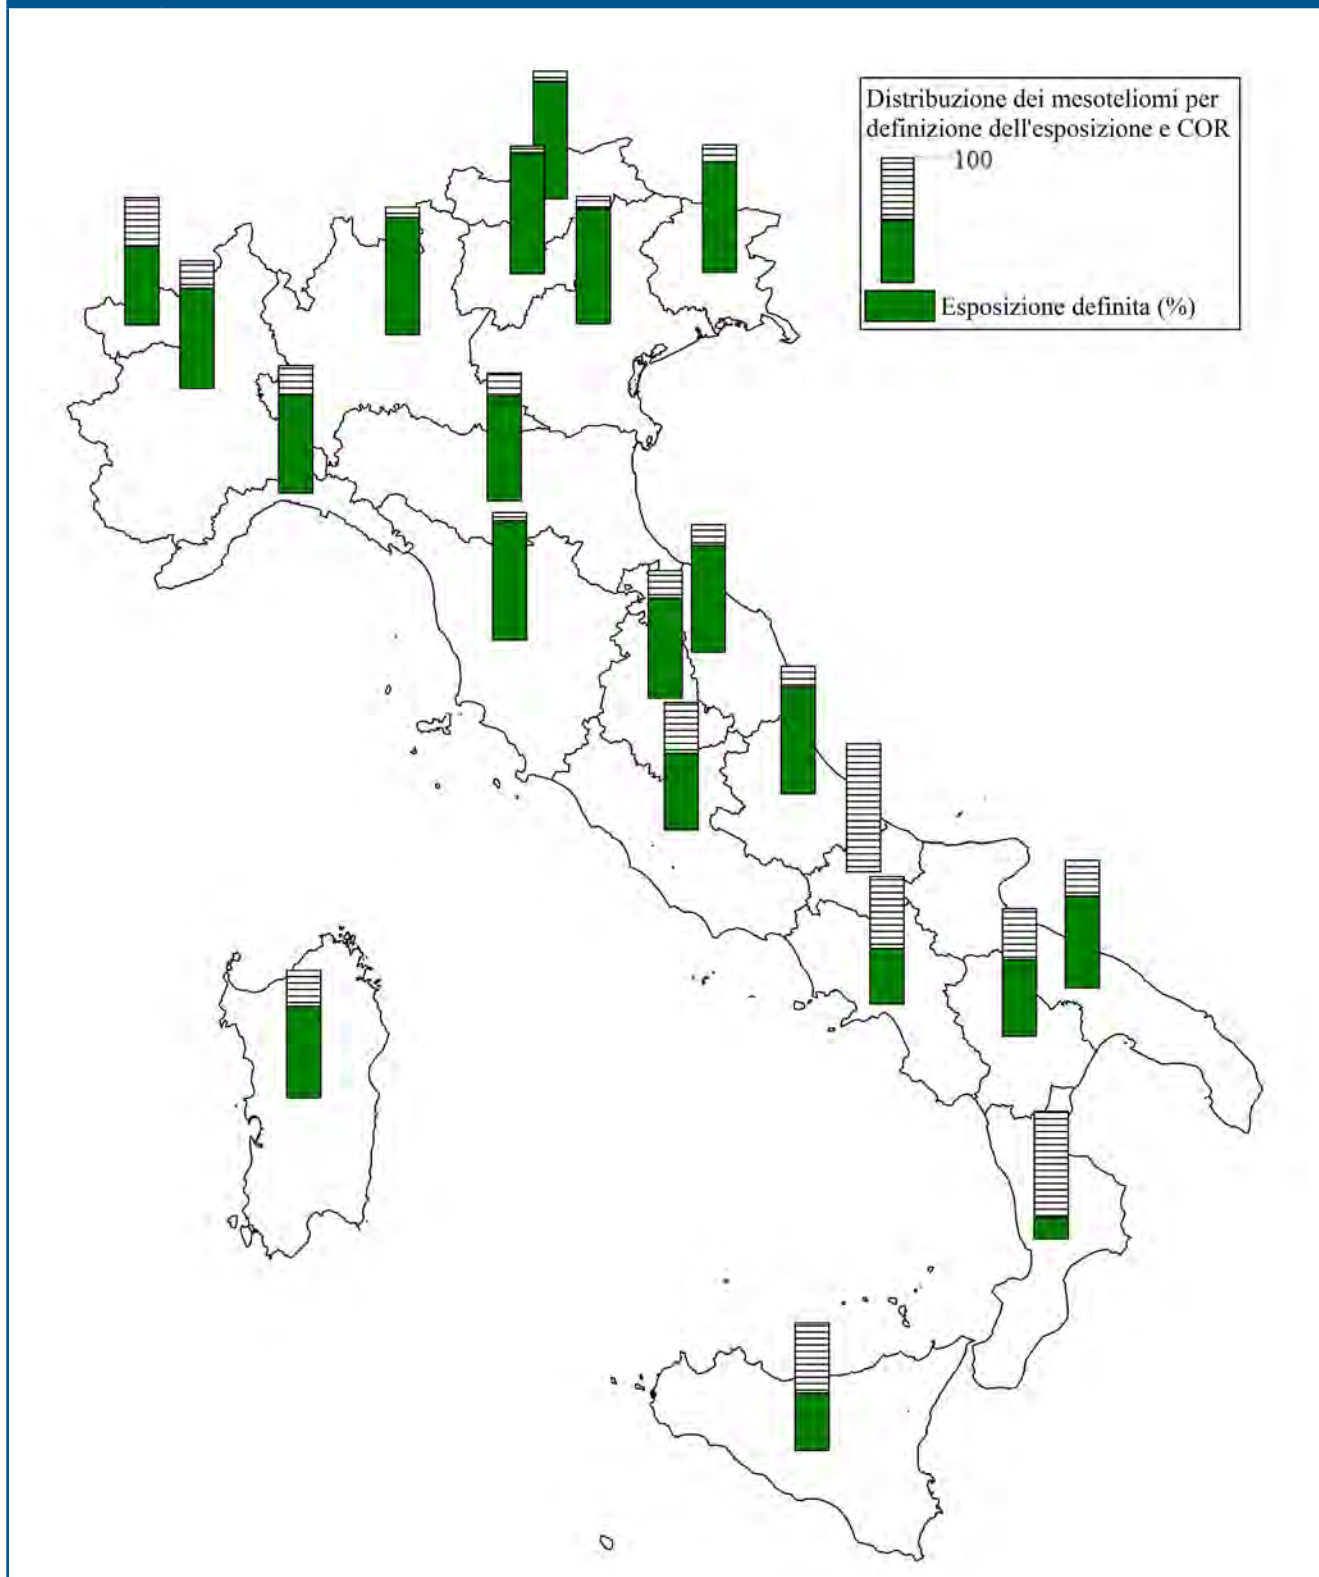 Distribuzione dei mesoteliomi per
definizione dell'esposizione e COR
100
Esposizione definita (%)